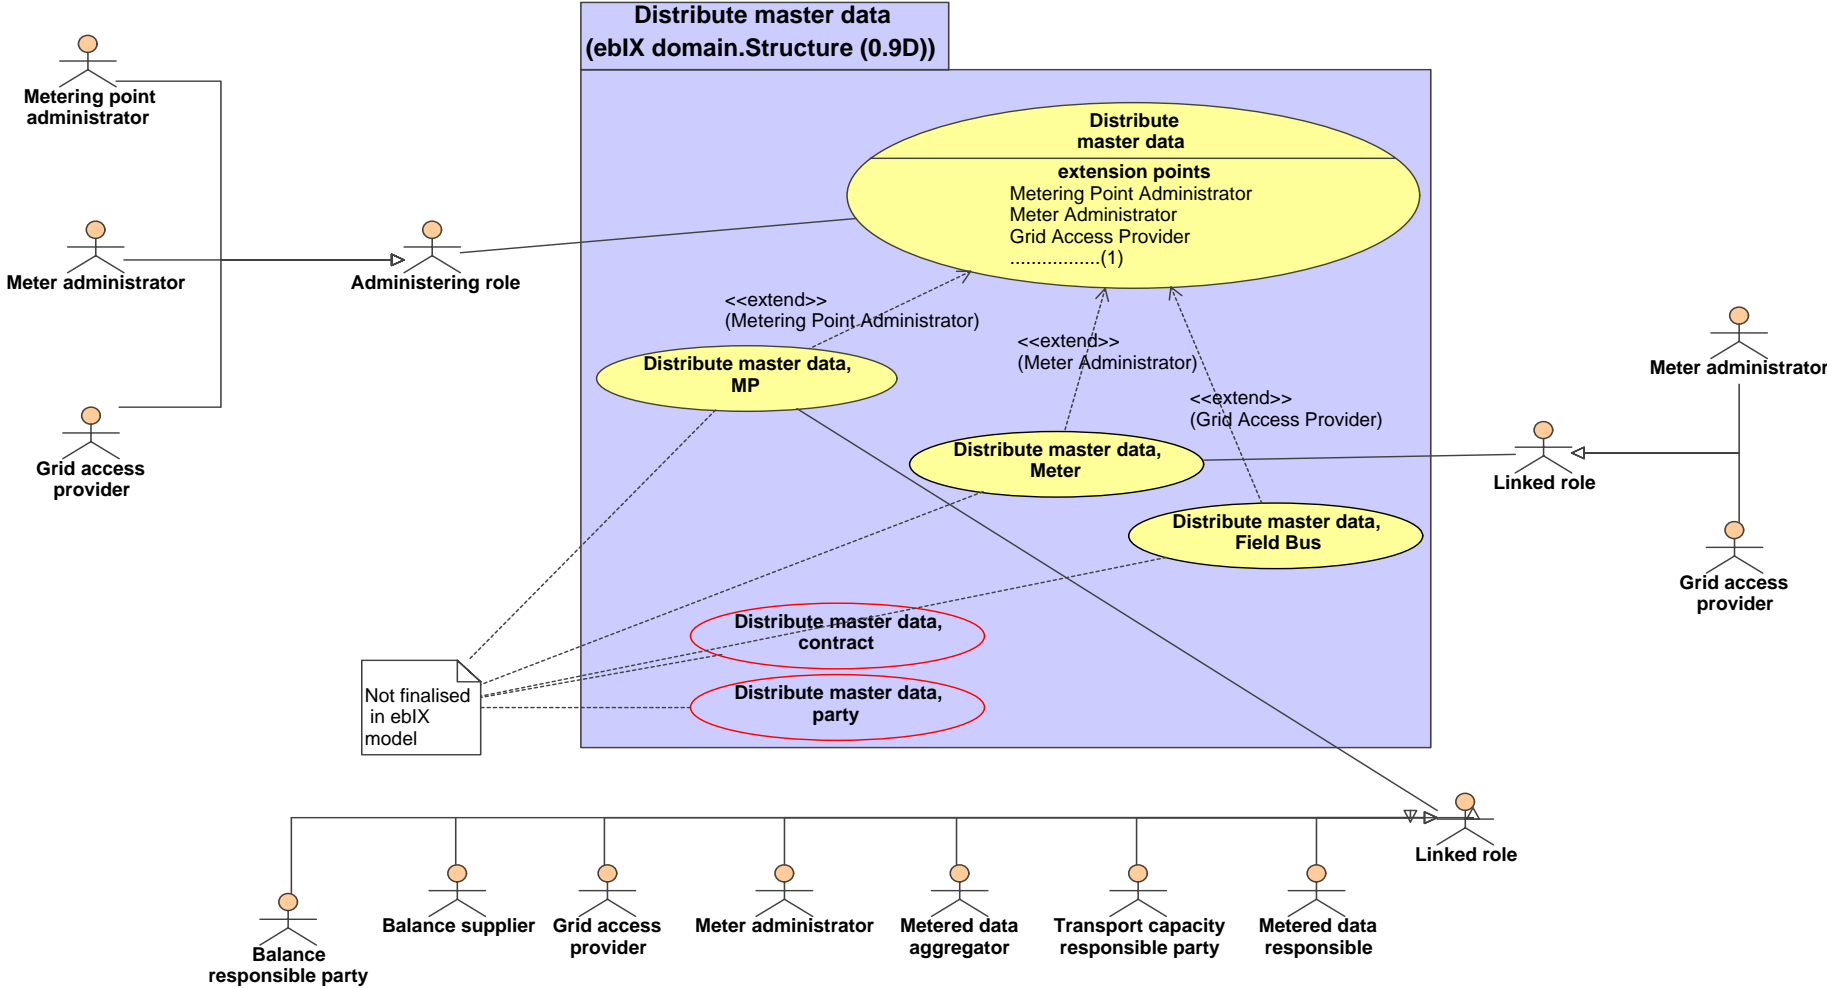 Distribute master data
(ebIX domain.Structure (0.9D))
Metering point
administrator
Distribute
master data
extension points
Metering Point Administrator
Meter Administrator
Grid Access Provider
.................(1)
Meter administrator
Administering role
<<extend>>
(Metering Point Administrator)
<<extend>>
(Meter Administrator)
Meter administrator
Distribute master data,
MP
<<extend>>
(Grid Access Provider)
Grid access
provider
Distribute master data,
Meter
Linked role
Distribute master data,
Field Bus
Grid access
provider
Distribute master data,
contract
Not finalised
in ebIX
model
Distribute master data,
party
Linked role
Balance
responsible party
Balance supplier
Grid access
provider
Meter administrator
Metered data
aggregator
Transport capacity
responsible party
Metered data
responsible